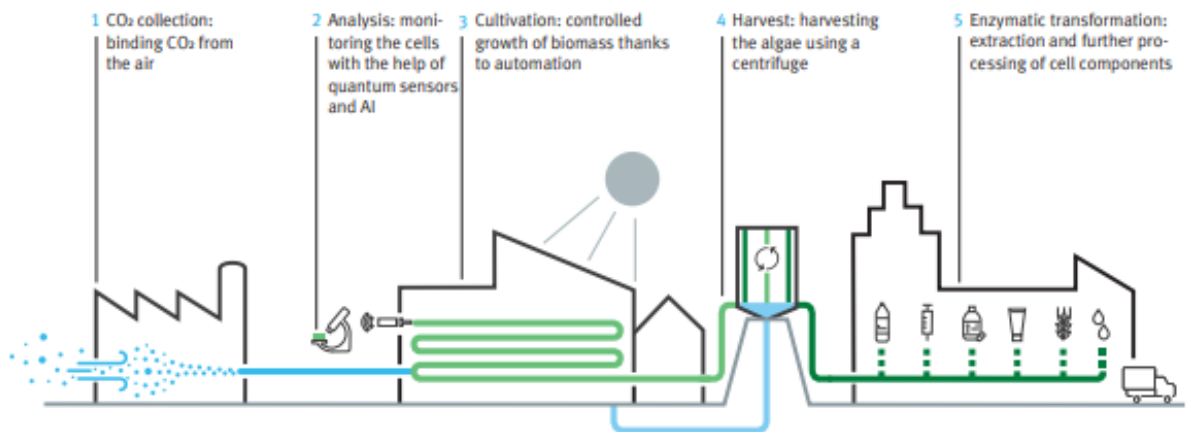 1 CO₂ collection:
binding CO₂ from
the air
2 Analysis: moni-
toring the cells
with the help of
quantum sensors
and AI
3 Cultivation: controlled
growth of biomass thanks
to automation
4 Harvest: harvesting
the algae using a
centrifuge
5 Enzymatic transformation:
extraction and further pro-
cessing of cell components